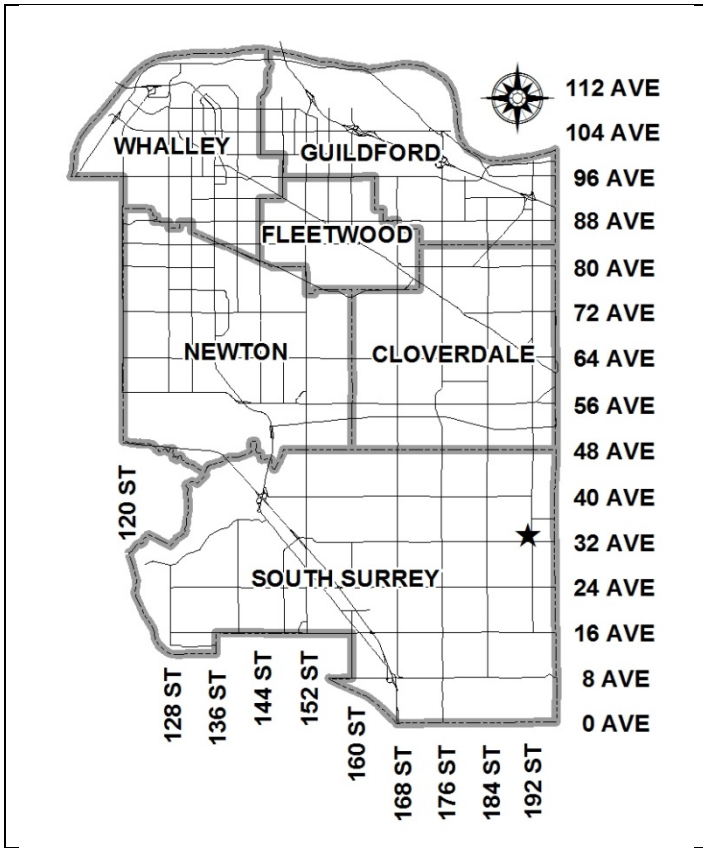 112 AVE
104 AVE
WHALLEY
GUILDFORD
96 AVE
88 AVE
FLEETWOOD
80 AVE
72 AVE
NEWTON
CLOVERDALE
64 AVE
56 AVE
48 AVE
40 AVE
120 ST
32 AVE
SOUTH SURREY
24 AVE
16 AVE
8 AVE
0 AVE
128 ST
136 ST
144 ST
152 ST
160 ST
168 ST
176 ST
184 ST
192 ST